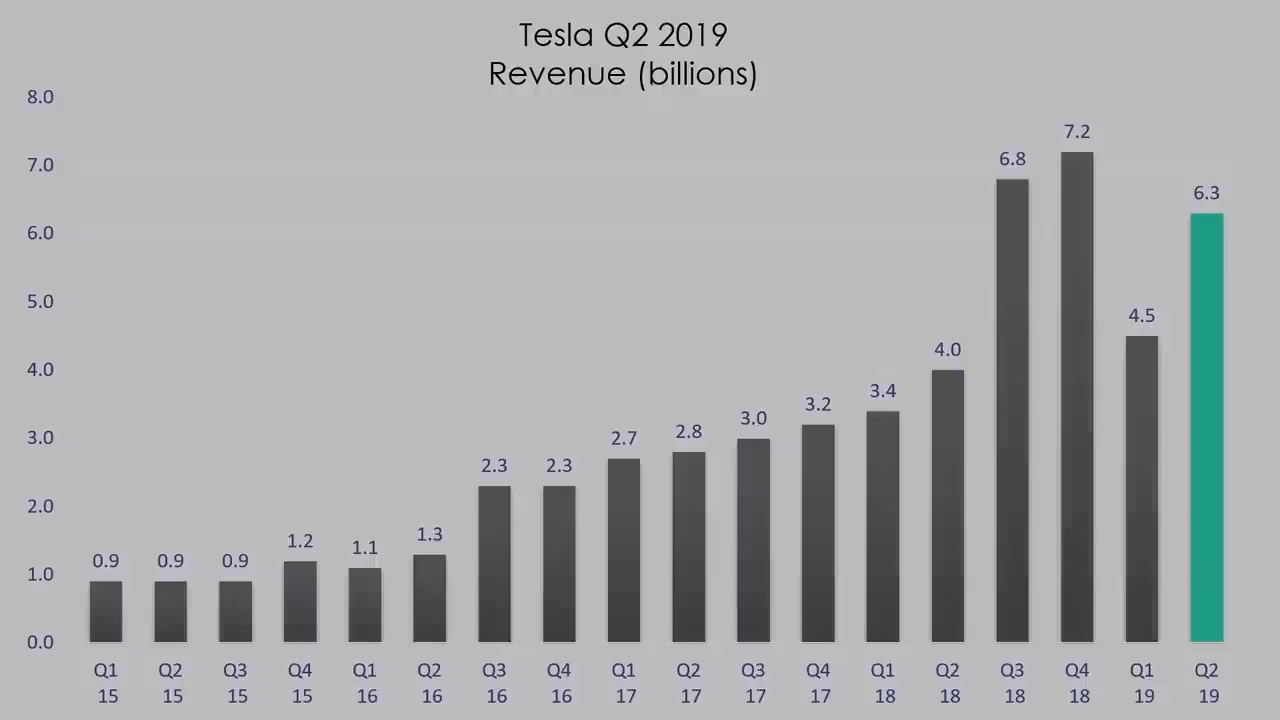 Tesla Q2 2019
Revenue (billions)
8.0
7.0
6.0
5.0
4.0
3.0
2.0
1.0
0.0
0.9 0.9 0.9 1.2 1.1 1.3 2.3 2.3 2.7 2.8 3.0 3.2 3.4 4.0 6.8 7.2 4.5 6.3
Q1 Q2 Q3 Q4 Q1 Q2 Q3 Q4 Q1 Q2 Q3 Q4 Q1 Q2 Q3 Q4 Q1 Q2
15 15 15 15 16 16 16 16 17 17 17 17 18 18 18 18 19 19